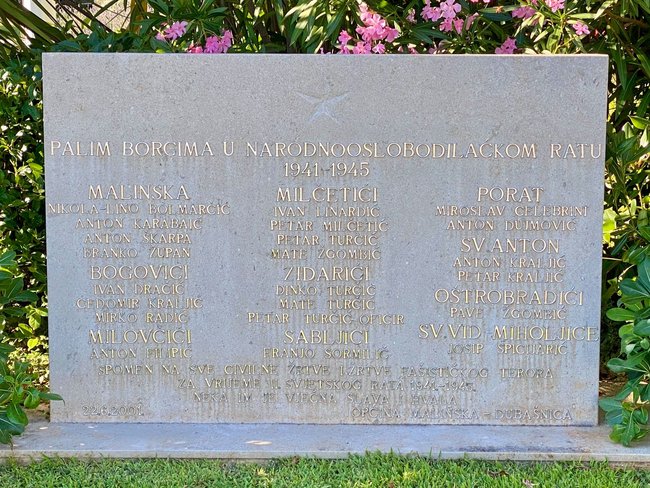 PALIM BORCIMA U NARODNOOSLOBODILAČKOM RATU
1941-1945
MALINSKA
NIKOLA-LINO BOLMARČIĆ
ANTON KARABAIĆ
ANTON ŠKARPA
BRANKO ŽUPAN
BOGOVIĆI
IVAN DRAČIĆ
ČEDOMIR KRALJIĆ
MIRKO RADIĆ
MILOVČIĆI
ANTON FILIPIĆ
MILČETIĆI
IVAN LINARDIĆ
PETAR MILČETIĆ
PETAR TURČIĆ
MATE ZGOMBIĆ
ŽIDARIĆI
DINKO TURČIĆ
MATE TURČIĆ
PETAR TURČIĆ-OFICIR
SABLJIĆI
FRANJO SORMILIĆ
PORAT
MIROSLAV CELEBRINI
ANTON DUJMOVIĆ
SV.ANTON
ANTON KRALJIĆ
PETAR KRALJIĆ
OŠTROBRADIĆI
PAVE ZGOMBIĆ
SV.VID MIHOLJICE
JOSIP SPICIJARIĆ
SPOMEN NA SVE CIVILNE ŽRTVE I ŽRTVE FAŠISTIČKOG TERORA
ZA VRIJEME II. SVJETSKOG RATA 1941.-1945.
NEKA IM JE VJEČNA SLAVA I HVALA
22.6.2001. OPĆINA MALINSKA - DUBAŠNICA